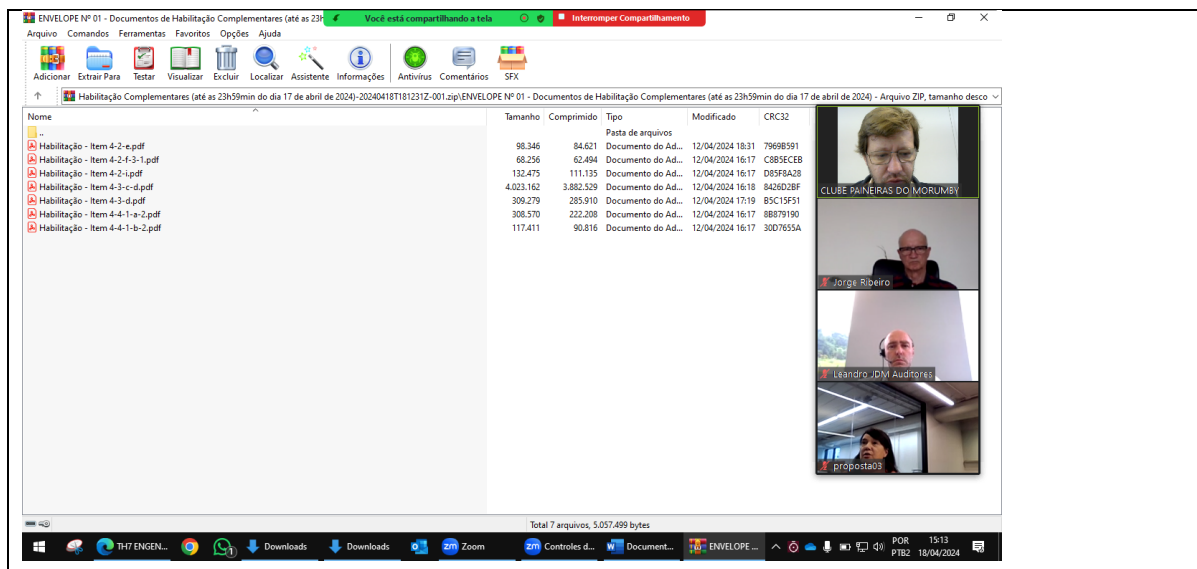 ENVELOPE Nº 01 - Documentos de Habilitação Complementares (até as 23h
Você está compartilhando a tela
Interromper Compartilhamento
Arquivo Comandos Ferramentas Favoritos Opções Ajuda
Adicionar Extrair Para Testar Visualizar Excluir Localizar Assistente Informações Antivírus Comentários SFX
Habilitação Complementares (até as 23h59min do dia 17 de abril de 2024)-20240418T181231Z-001.zip\ENVELOPE Nº 01 - Documentos de Habilitação Complementares (até as 23h59min do dia 17 de abril de 2024) - Arquivo ZIP, tamanho desco
Nome Tamanho Comprimido Tipo Modificado CRC32
.. Pasta de arquivos
Habilitação - Item 4-2-e.pdf 98.346 84.621 Documento do Ad... 12/04/2024 18:31 7969B591
Habilitação - Item 4-2-f-3-1.pdf 68.256 62.494 Documento do Ad... 12/04/2024 16:17 C8B5ECEB
Habilitação - Item 4-2-i.pdf 132.475 111.135 Documento do Ad... 12/04/2024 16:17 D85F8A28
Habilitação - Item 4-3-c-d.pdf 4.023.162 3.882.529 Documento do Ad... 12/04/2024 16:18 8426D2BF
Habilitação - Item 4-3-d.pdf 309.279 285.910 Documento do Ad... 12/04/2024 17:19 B5C15F51
Habilitação - Item 4-4-1-a-2.pdf 308.570 222.208 Documento do Ad... 12/04/2024 16:17 8B879190
Habilitação - Item 4-4-1-b-2.pdf 117.411 90.816 Documento do Ad... 12/04/2024 16:17 30D7655A
CLUBE PAINEIRAS DO MORUMBY
Jorge Ribeiro
Leandro JDM Auditores
proposta03
Total 7 arquivos, 5.057.499 bytes
TH7 ENGEN... Downloads Downloads Zoom Controles d... Document... ENVELOPE ... POR 15:13
PTB2 18/04/2024